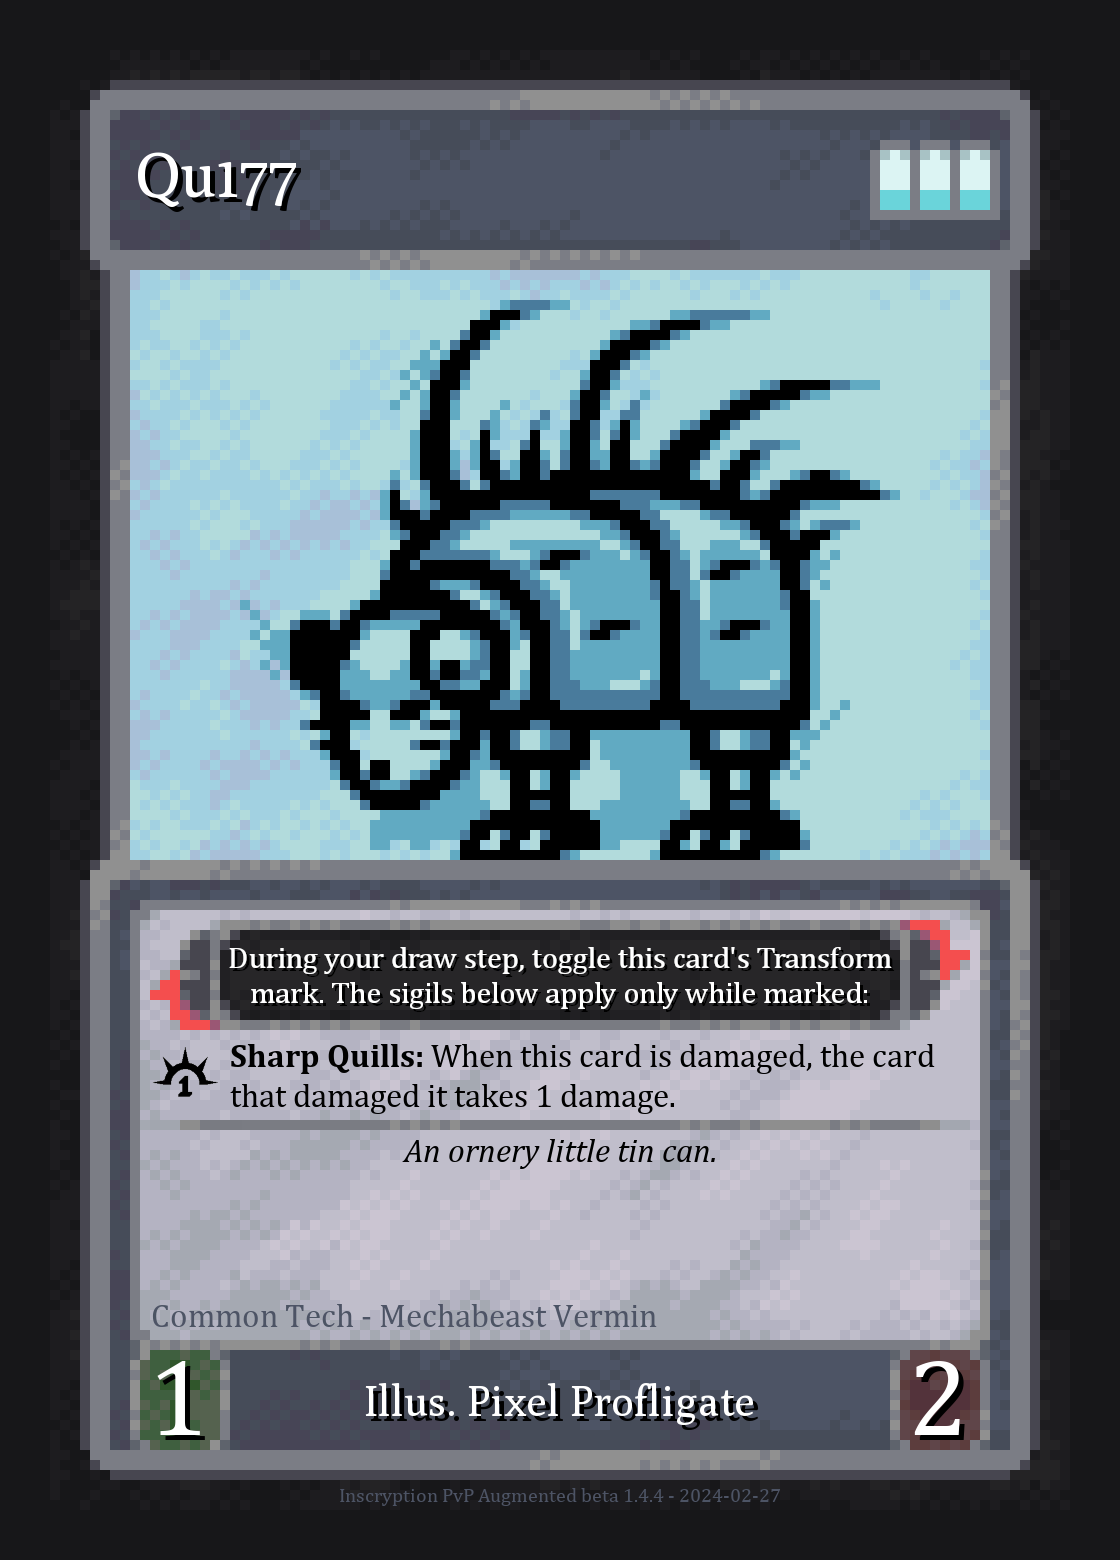 Qu177
During your draw step, toggle this card's Transform
mark. The sigils below apply only while marked:
1
Sharp Quills: When this card is damaged, the card
that damaged it takes 1 damage.
An ornery little tin can.
Common Tech - Mechabeast Vermin
1
Illus. Pixel Profligate
2
Inscryption PvP Augmented beta 1.4.4 - 2024-02-27